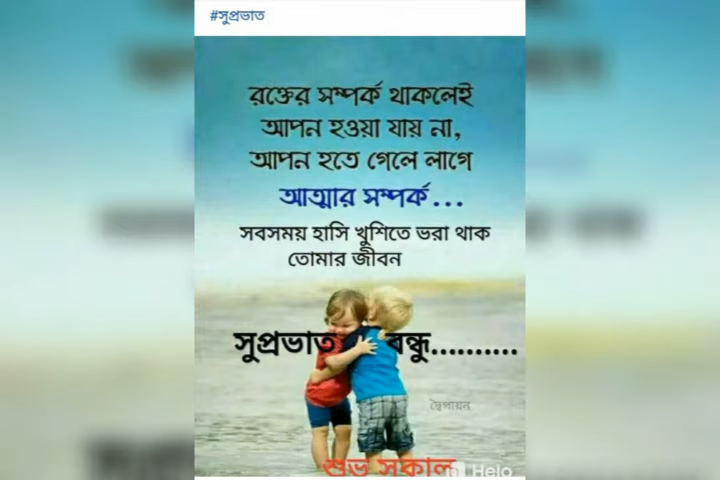 #সুপ্রভাত
রক্তের সম্পর্ক থাকলেই
আপন হওয়া যায় না,
আপন হতে গেলে লাগে
আত্মার সম্পর্ক...
সবসময় হাসি খুশিতে ভরা থাক
তোমার জীবন
সুপ্রভাত বন্ধু..........
দ্বৈপায়ন
শুভ সকাল
Helo